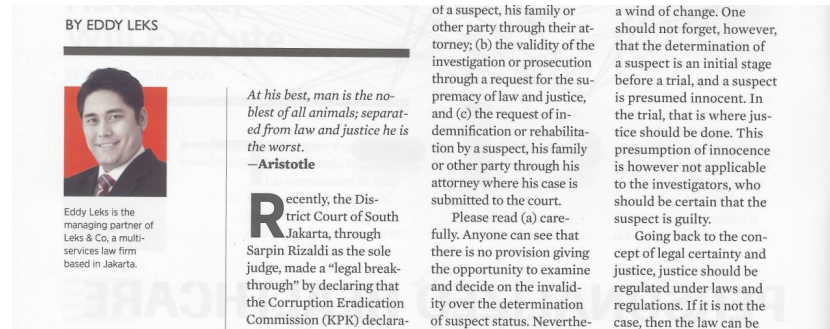 BY EDDY LEKS
Eddy Leks is the
managing partner of
Leks & Co, a multi-
services law firm
based in Jakarta.
At his best, man is the no-
blest of all animals; separat-
ed from law and justice he is
the worst.
—Aristotle
Recently, the Dis-
trict Court of South
Jakarta, through
Sarpin Rizaldi as the sole
judge, made a “legal break-
through” by declaring that
the Corruption Eradication
Commission (KPK) declara-
of a suspect, his family or
other party through their at-
torney; (b) the validity of the
investigation or prosecution
through a request for the su-
premacy of law and justice,
and (c) the request of in-
demnification or rehabilita-
tion by a suspect, his family
or other party through his
attorney where his case is
submitted to the court.
Please read (a) care-
fully. Anyone can see that
there is no provision giving
the opportunity to examine
and decide on the invalid-
ity over the determination
of suspect status. Neverthe-
a wind of change. One
should not forget, however,
that the determination of
a suspect is an initial stage
before a trial, and a suspect
is presumed innocent. In
the trial, that is where jus-
tice should be done. This
presumption of innocence
is however not applicable
to the investigators, who
should be certain that the
suspect is guilty.
Going back to the con-
cept of legal certainty and
justice, justice should be
regulated under laws and
regulations. If it is not the
case, then the law can be